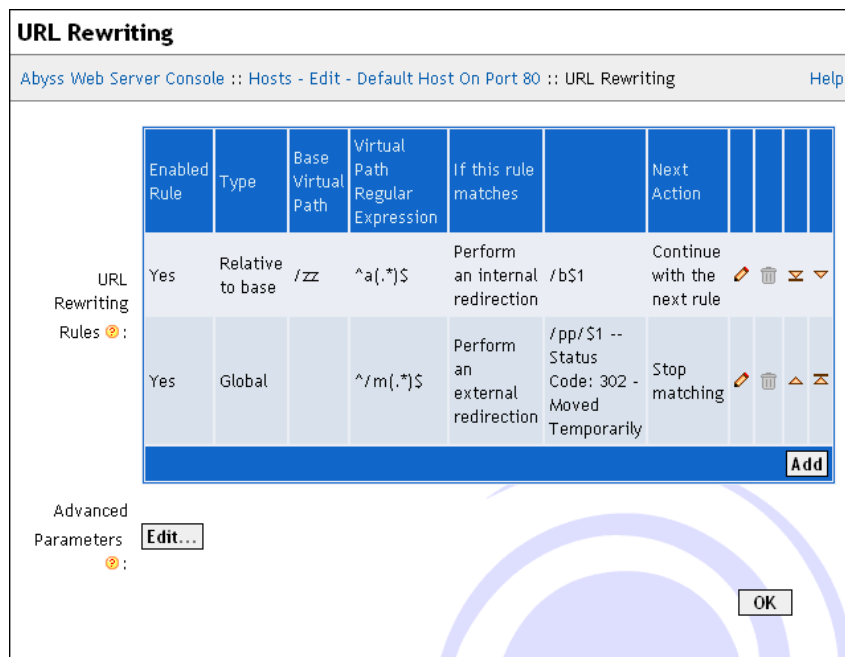 URL Rewriting
Abyss Web Server Console :: Hosts - Edit - Default Host On Port 80 :: URL Rewriting Help
URL
Rewriting
Rules ? :
Enabled
Rule
Type
Base
Virtual
Path
Virtual
Path
Regular
Expression
If this rule
matches
Next
Action
Yes
Relative
to base
/zz
^a(.*)$
Perform
an internal
redirection
/b$1
Continue
with the
next rule
Yes
Global
^/m(.*)$
Perform
an
external
redirection
/pp/$1 --
Status
Code: 302 -
Moved
Temporarily
Stop
matching
Add
Advanced
Parameters
? :
Edit...
OK